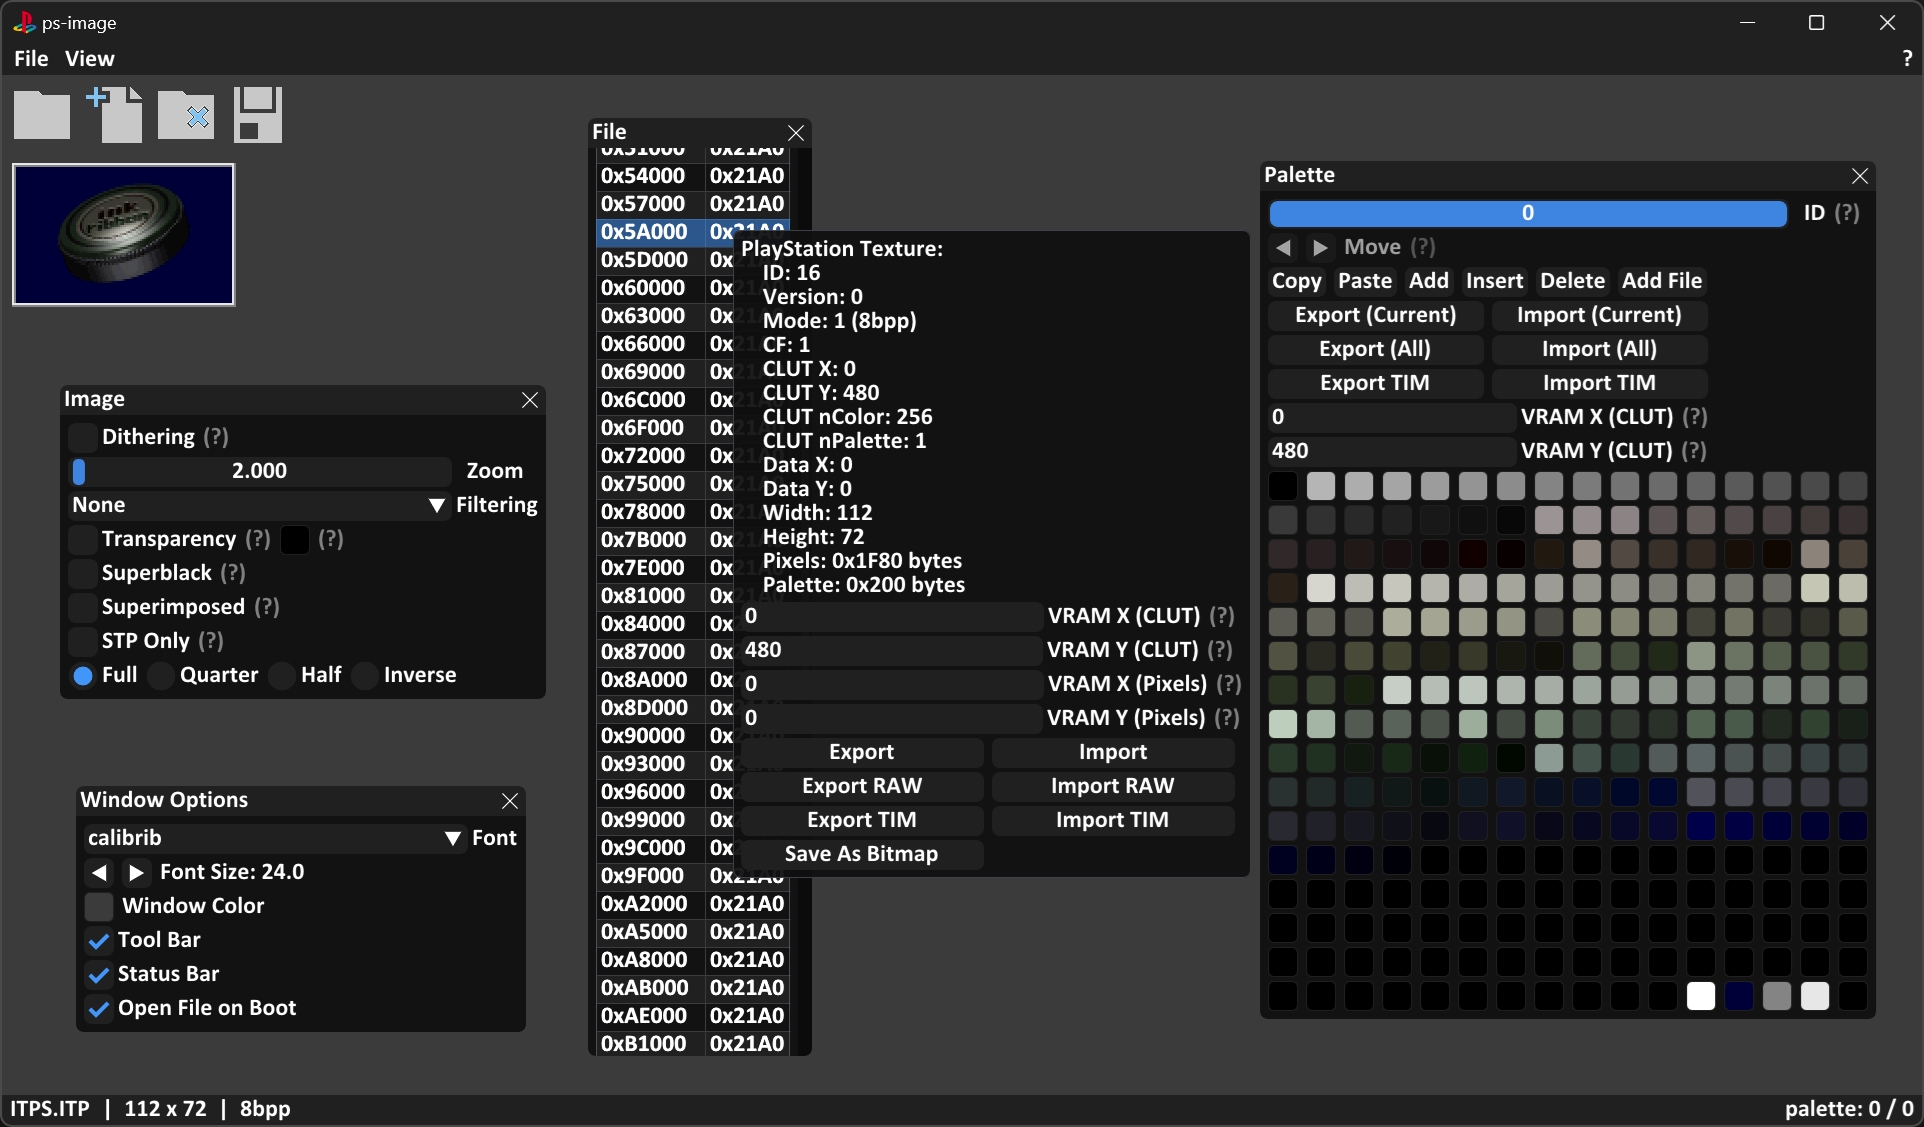 ps-image
File View ?
Ink
ribbon
File
0x51000 0x21A0
0x54000 0x21A0
0x57000 0x21A0
0x5A000 0x21A0
0x5D000 0x
0x60000 0x
0x63000 0x
0x66000 0x
0x69000 0x
0x6C000 0x
0x6F000 0x
0x72000 0x
0x75000 0x
0x78000 0x
0x7B000 0x
0x7E000 0x
0x81000 0x
0x84000 0x
0x87000 0x
0x8A000 0x
0x8D000 0x
0x90000 0x
0x93000 0x
0x96000 0x
0x99000 0x
0x9C000 0x
0x9F000 0x21A0
0xA2000 0x21A0
0xA5000 0x21A0
0xA8000 0x21A0
0xAB000 0x21A0
0xAE000 0x21A0
0xB1000 0x21A0
PlayStation Texture:
ID: 16
Version: 0
Mode: 1 (8bpp)
CF: 1
CLUT X: 0
CLUT Y: 480
CLUT nColor: 256
CLUT nPalette: 1
Data X: 0
Data Y: 0
Width: 112
Height: 72
Pixels: 0x1F80 bytes
Palette: 0x200 bytes
0 VRAM X (CLUT) (?)
480 VRAM Y (CLUT) (?)
0 VRAM X (Pixels) (?)
0 VRAM Y (Pixels) (?)
Export Import
Export RAW Import RAW
Export TIM Import TIM
Save As Bitmap
Image
Dithering (?)
2.000 Zoom
None Filtering
Transparency (?) (?)
Superblack (?)
Superimposed (?)
STP Only (?)
Full Quarter Half Inverse
Window Options
calibrib Font
Font Size: 24.0
Window Color
Tool Bar
Status Bar
Open File on Boot
Palette
0 ID (?)
Move (?)
Copy Paste Add Insert Delete Add File
Export (Current) Import (Current)
Export (All) Import (All)
Export TIM Import TIM
0 VRAM X (CLUT) (?)
480 VRAM Y (CLUT) (?)
ITPS.ITP | 112 x 72 | 8bpp
palette: 0 / 0